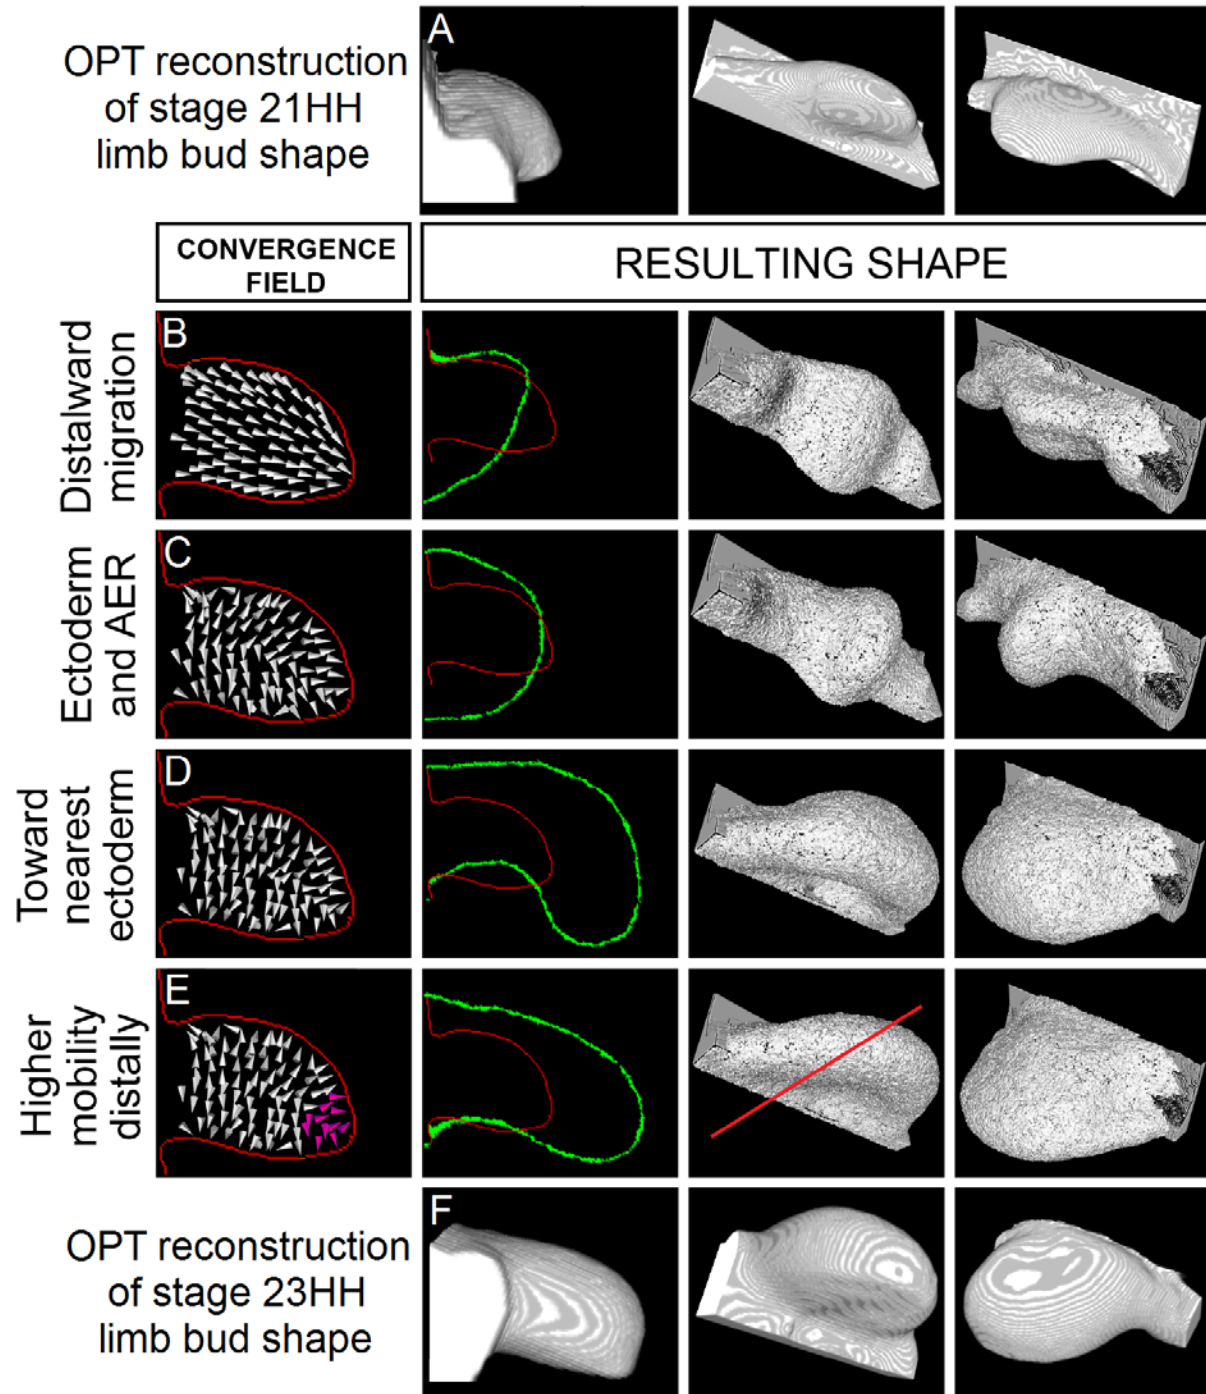 OPT reconstruction
of stage 21HH
limb bud shape
A
CONVERGENCE
FIELD
RESULTING SHAPE
Distalward
migration
B
Ectoderm
and AER
C
Toward
nearest
ectoderm
D
Higher
mobility
distally
E
OPT reconstruction
of stage 23HH
limb bud shape
F